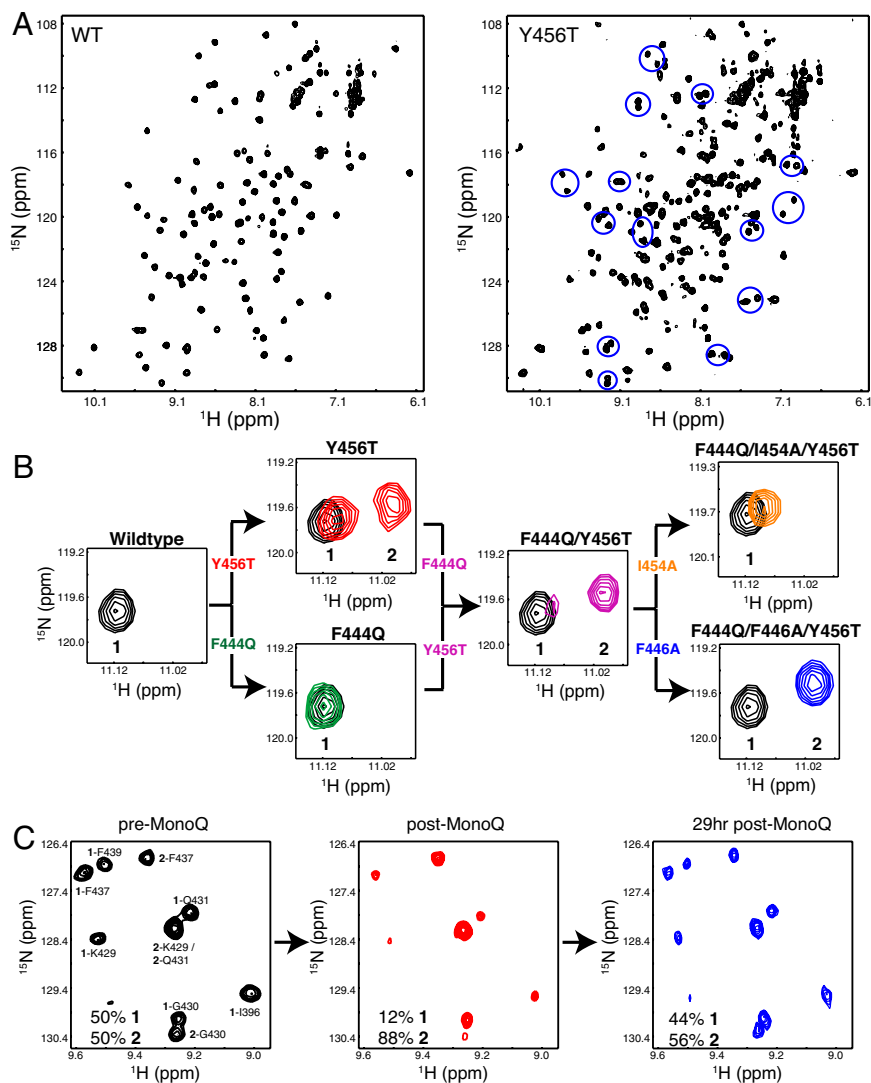 A
WT
Y456T
108
112
116
120
124
128
¹⁵N (ppm)
10.1 9.1 8.1 7.1 6.1
¹H (ppm)
108
112
116
120
124
128
¹⁵N (ppm)
10.1 9.1 8.1 7.1 6.1
¹H (ppm)
B
Wildtype
119.2
119.6
120.0
¹⁵N (ppm)
1
11.12 11.02
¹H (ppm)
Y456T
F444Q
Y456T
119.2
119.6
120.0
1 2
11.12 11.02
¹H (ppm)
F444Q
119.2
119.6
120.0
1
11.12 11.02
¹H (ppm)
F444Q
Y456T
F444Q/Y456T
119.2
119.6
120.0
1 2
11.12 11.02
¹H (ppm)
I454A
F446A
F444Q/I454A/Y456T
119.3
119.7
120.1
1
11.12 11.02
¹H (ppm)
F444Q/F446A/Y456T
119.2
119.6
120.0
1 2
11.12 11.02
¹H (ppm)
C
pre-MonoQ
126.4
127.4
128.4
129.4
130.4
¹⁵N (ppm)
1-F439
2-F437
1-F437
1-Q431
1-K429
2-K429 /
2-Q431
1-I396
1-G430
2-G430
50% 1
50% 2
9.6 9.4 9.2 9.0
¹H (ppm)
post-MonoQ
126.4
127.4
128.4
129.4
130.4
¹⁵N (ppm)
12% 1
88% 2
9.6 9.4 9.2 9.0
¹H (ppm)
29hr post-MonoQ
126.4
127.4
128.4
129.4
130.4
¹⁵N (ppm)
44% 1
56% 2
9.6 9.4 9.2 9.0
¹H (ppm)